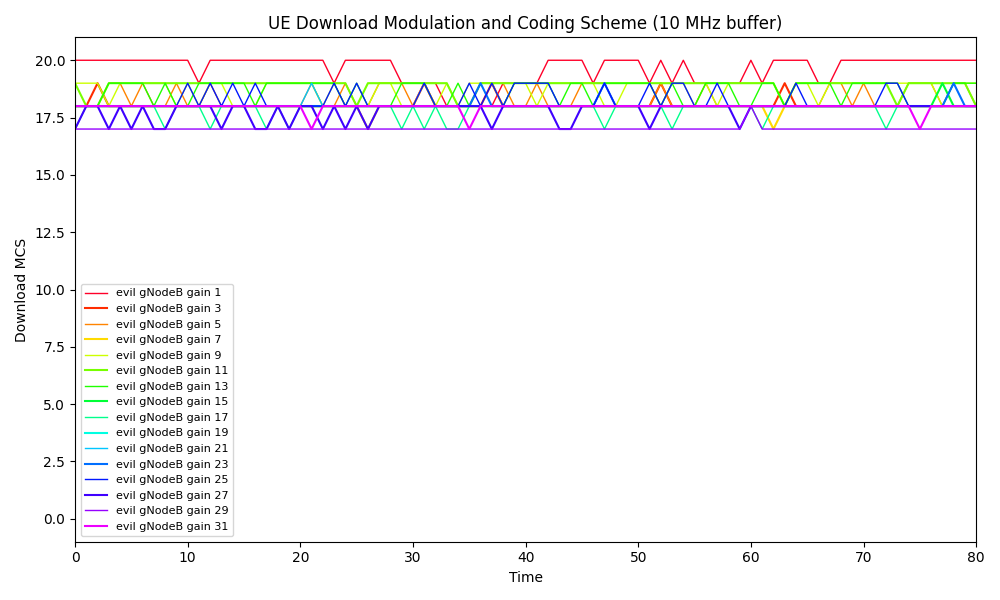 UE Download Modulation and Coding Scheme (10 MHz buffer)
20.0
17.5
15.0
12.5
10.0
7.5
5.0
2.5
0.0
Download MCS
evil gNodeB gain 1
evil gNodeB gain 3
evil gNodeB gain 5
evil gNodeB gain 7
evil gNodeB gain 9
evil gNodeB gain 11
evil gNodeB gain 13
evil gNodeB gain 15
evil gNodeB gain 17
evil gNodeB gain 19
evil gNodeB gain 21
evil gNodeB gain 23
evil gNodeB gain 25
evil gNodeB gain 27
evil gNodeB gain 29
evil gNodeB gain 31
0 10 20 30 40 50 60 70 80
Time